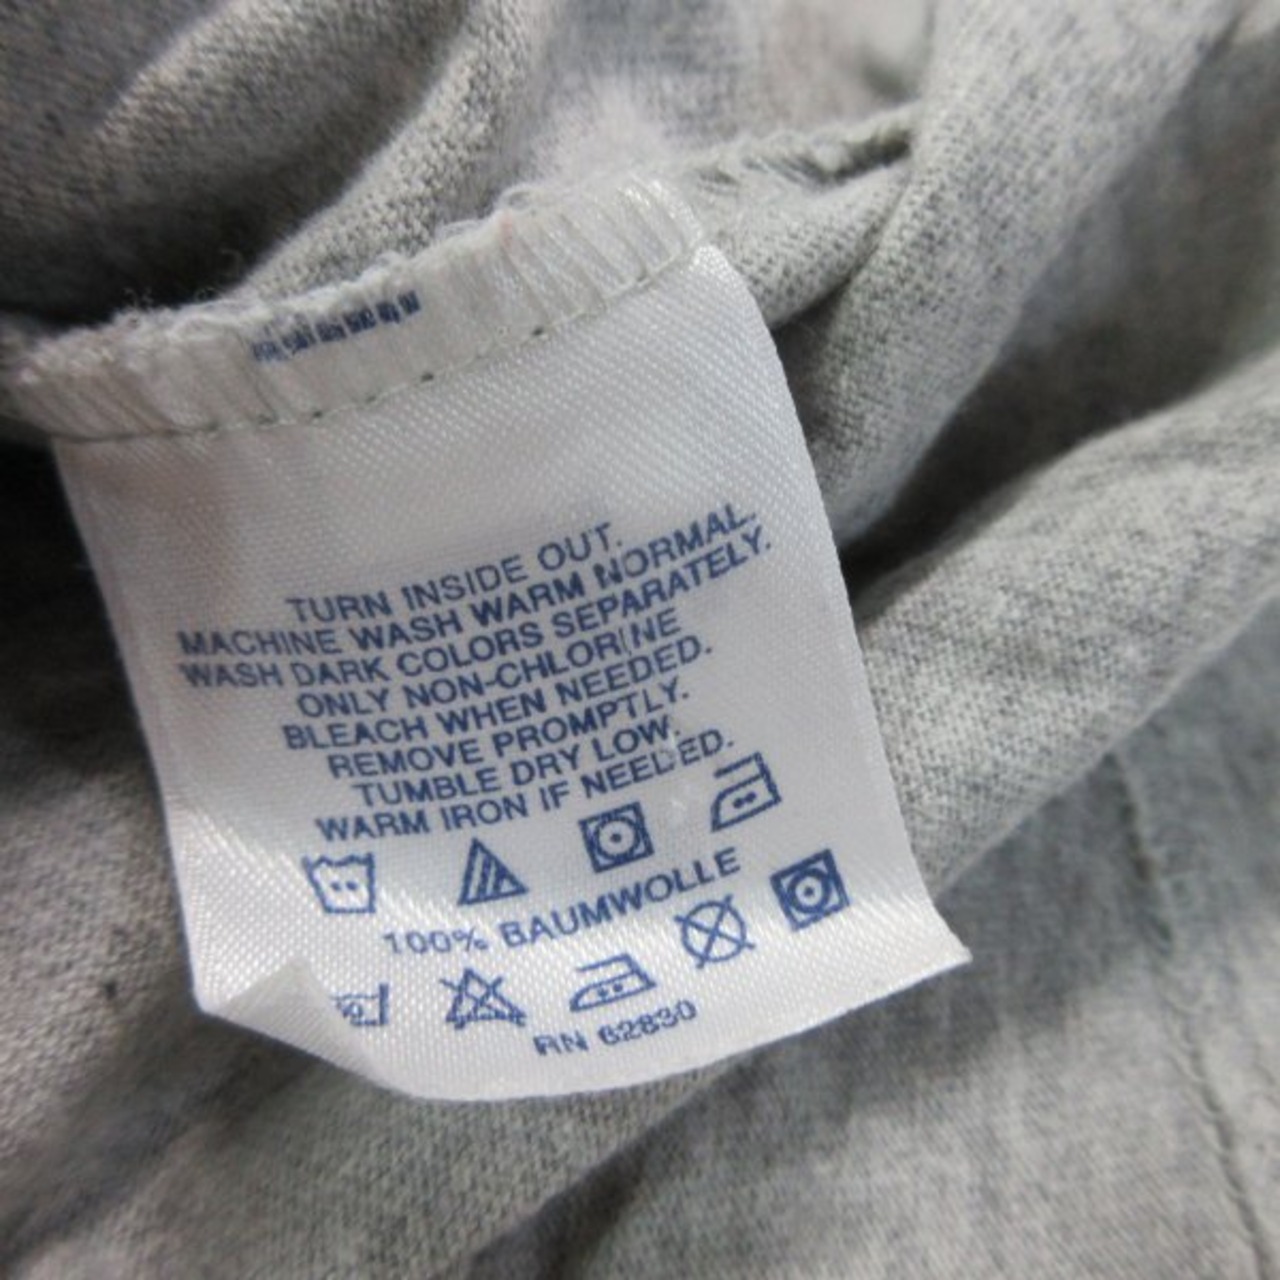 TURN INSIDE OUT.
MACHINE WASH WARM NORMAL.
WASH DARK COLORS SEPARATELY.
ONLY NON-CHLORINE
BLEACH WHEN NEEDED.
REMOVE PROMPTLY.
TUMBLE DRY LOW.
WARM IRON IF NEEDED.
100% BAUMWOLLE
RN 62830